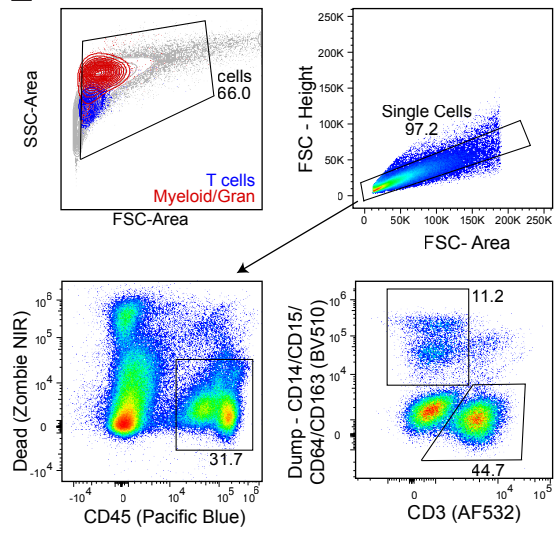 SSC-Area
cells
66.0
T cells
Myeloid/Gran
FSC-Area
FSC - Height
250K
200K
150K
100K
50K
0
Single Cells
97.2
0 50K 100K 150K 200K 250K
FSC- Area
Dead (Zombie NIR)
10^6
10^5
10^4
0
-10^4
31.7
-10^4 0 10^4 10^5 10^6
CD45 (Pacific Blue)
Dump - CD14/CD15/
CD64/CD163 (BV510)
10^6
10^5
10^4
0
11.2
44.7
0 10^4 10^5
CD3 (AF532)